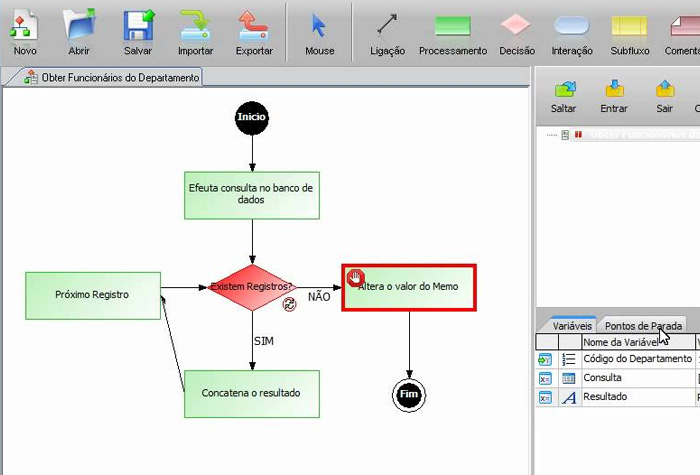 Novo
Abrir
Salvar
Importar
Exportar
Mouse
Ligação
Processamento
Decisão
Interação
Subfluxo
Comenta
Obter Funcionários do Departamento
Saltar
Entrar
Sair
C
Inicio
Efetuta consulta no banco de
dados
Existem Registros?
Próximo Registro
NÃO
Altera o valor do Memo
SIM
Concatena o resultado
Fim
Variáveis
Pontos de Parada
Nome da Variável
Código do Departamento
Consulta
Resultado